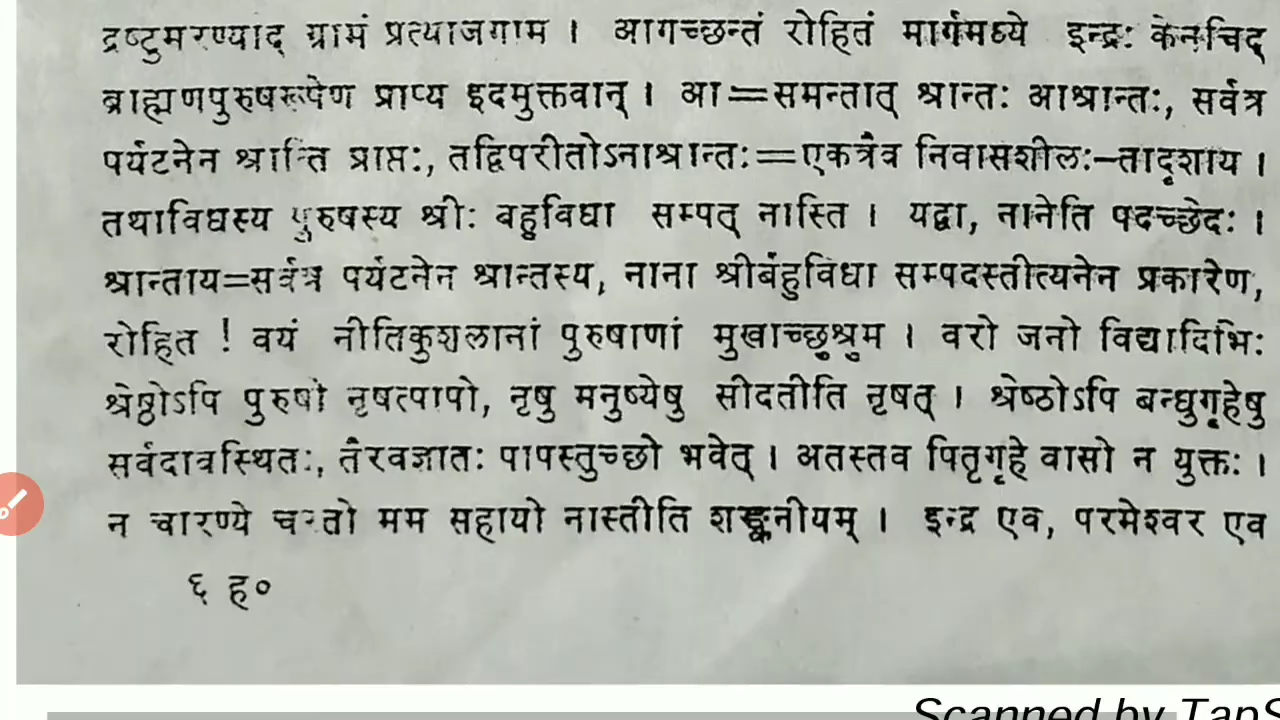 द्रष्टुमरण्याद् ग्रामं प्रत्याजगाम । आगच्छन्तं रोहितं मार्गमध्ये इन्द्रः केनचिद्
ब्राह्मणपुरुषरूपेण प्राप्य इदमुक्तवान् । आ=समन्तात् श्रान्तः आश्रान्तः, सर्वत्र
पर्यटनेन श्रान्तिं प्राप्तः, तद्विपरीतोऽनाश्रान्तः=एकत्रैव निवासशीलः–तादृशाय ।
तथाविधस्य पुरुषस्य श्रीः बहुविधा सम्पत् नास्ति । यद्वा, नानेति पदच्छेदः ।
श्रान्ताय=सर्वत्र पर्यटनेन श्रान्तस्य, नाना श्रीर्बहुविधा सम्पदस्तीत्यनेन प्रकारेण,
रोहित ! वयं नीतिकुशलानां पुरुषाणां मुखाच्छुश्रुम । वरो जनो विद्यादिभिः
श्रेष्ठोऽपि पुरुषो नृषत्पापो, नृषु मनुष्येषु सीदतीति नृषत् । श्रेष्ठोऽपि बन्धुगृहेषु
सर्वदावस्थितः, तैरवज्ञातः पापस्तुच्छो भवेत् । अतस्तव पितृगृहे वासो न युक्तः ।
न चारण्ये चरतो मम सहायो नास्तीति शङ्कनीयम् । इन्द्र एव, परमेश्वर एव
६ ह०
Scanned by TapS